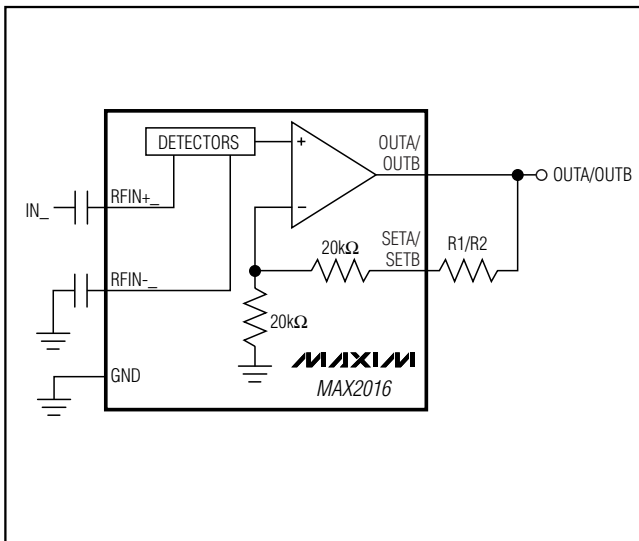 DETECTORS
+
−
OUTA/
OUTB
OUTA/OUTB
RFIN+_
IN_
SETA/
SETB
R1/R2
20kΩ
RFIN-_
20kΩ
GND
MAXIM
MAX2016